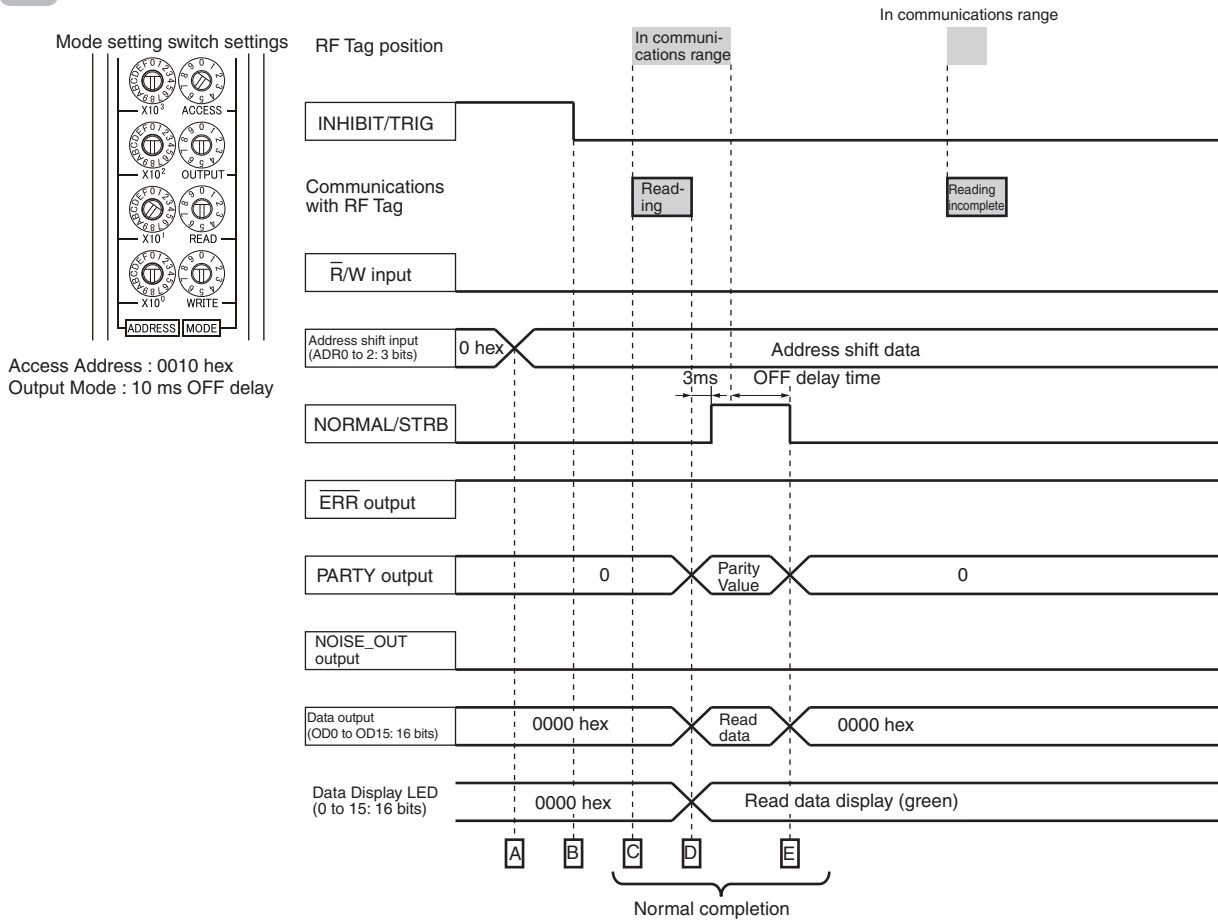 In communications range
Mode setting switch settings
RF Tag position
In communi-
cations range
X10³ ACCESS
X10² OUTPUT
X10¹ READ
X10⁰ WRITE
ADDRESS MODE
Access Address : 0010 hex
Output Mode : 10 ms OFF delay
INHIBIT/TRIG
Communications
with RF Tag
Read-
ing
Reading
incomplete
R̅/W input
Address shift input
(ADR0 to 2: 3 bits)
0 hex
Address shift data
3ms
OFF delay time
NORMAL/STRB
E̅R̅R̅ output
PARTY output
0
Parity
Value
0
NOISE_OUT
output
Data output
(OD0 to OD15: 16 bits)
0000 hex
Read
data
0000 hex
Data Display LED
(0 to 15: 16 bits)
0000 hex
Read data display (green)
A B C D E
Normal completion